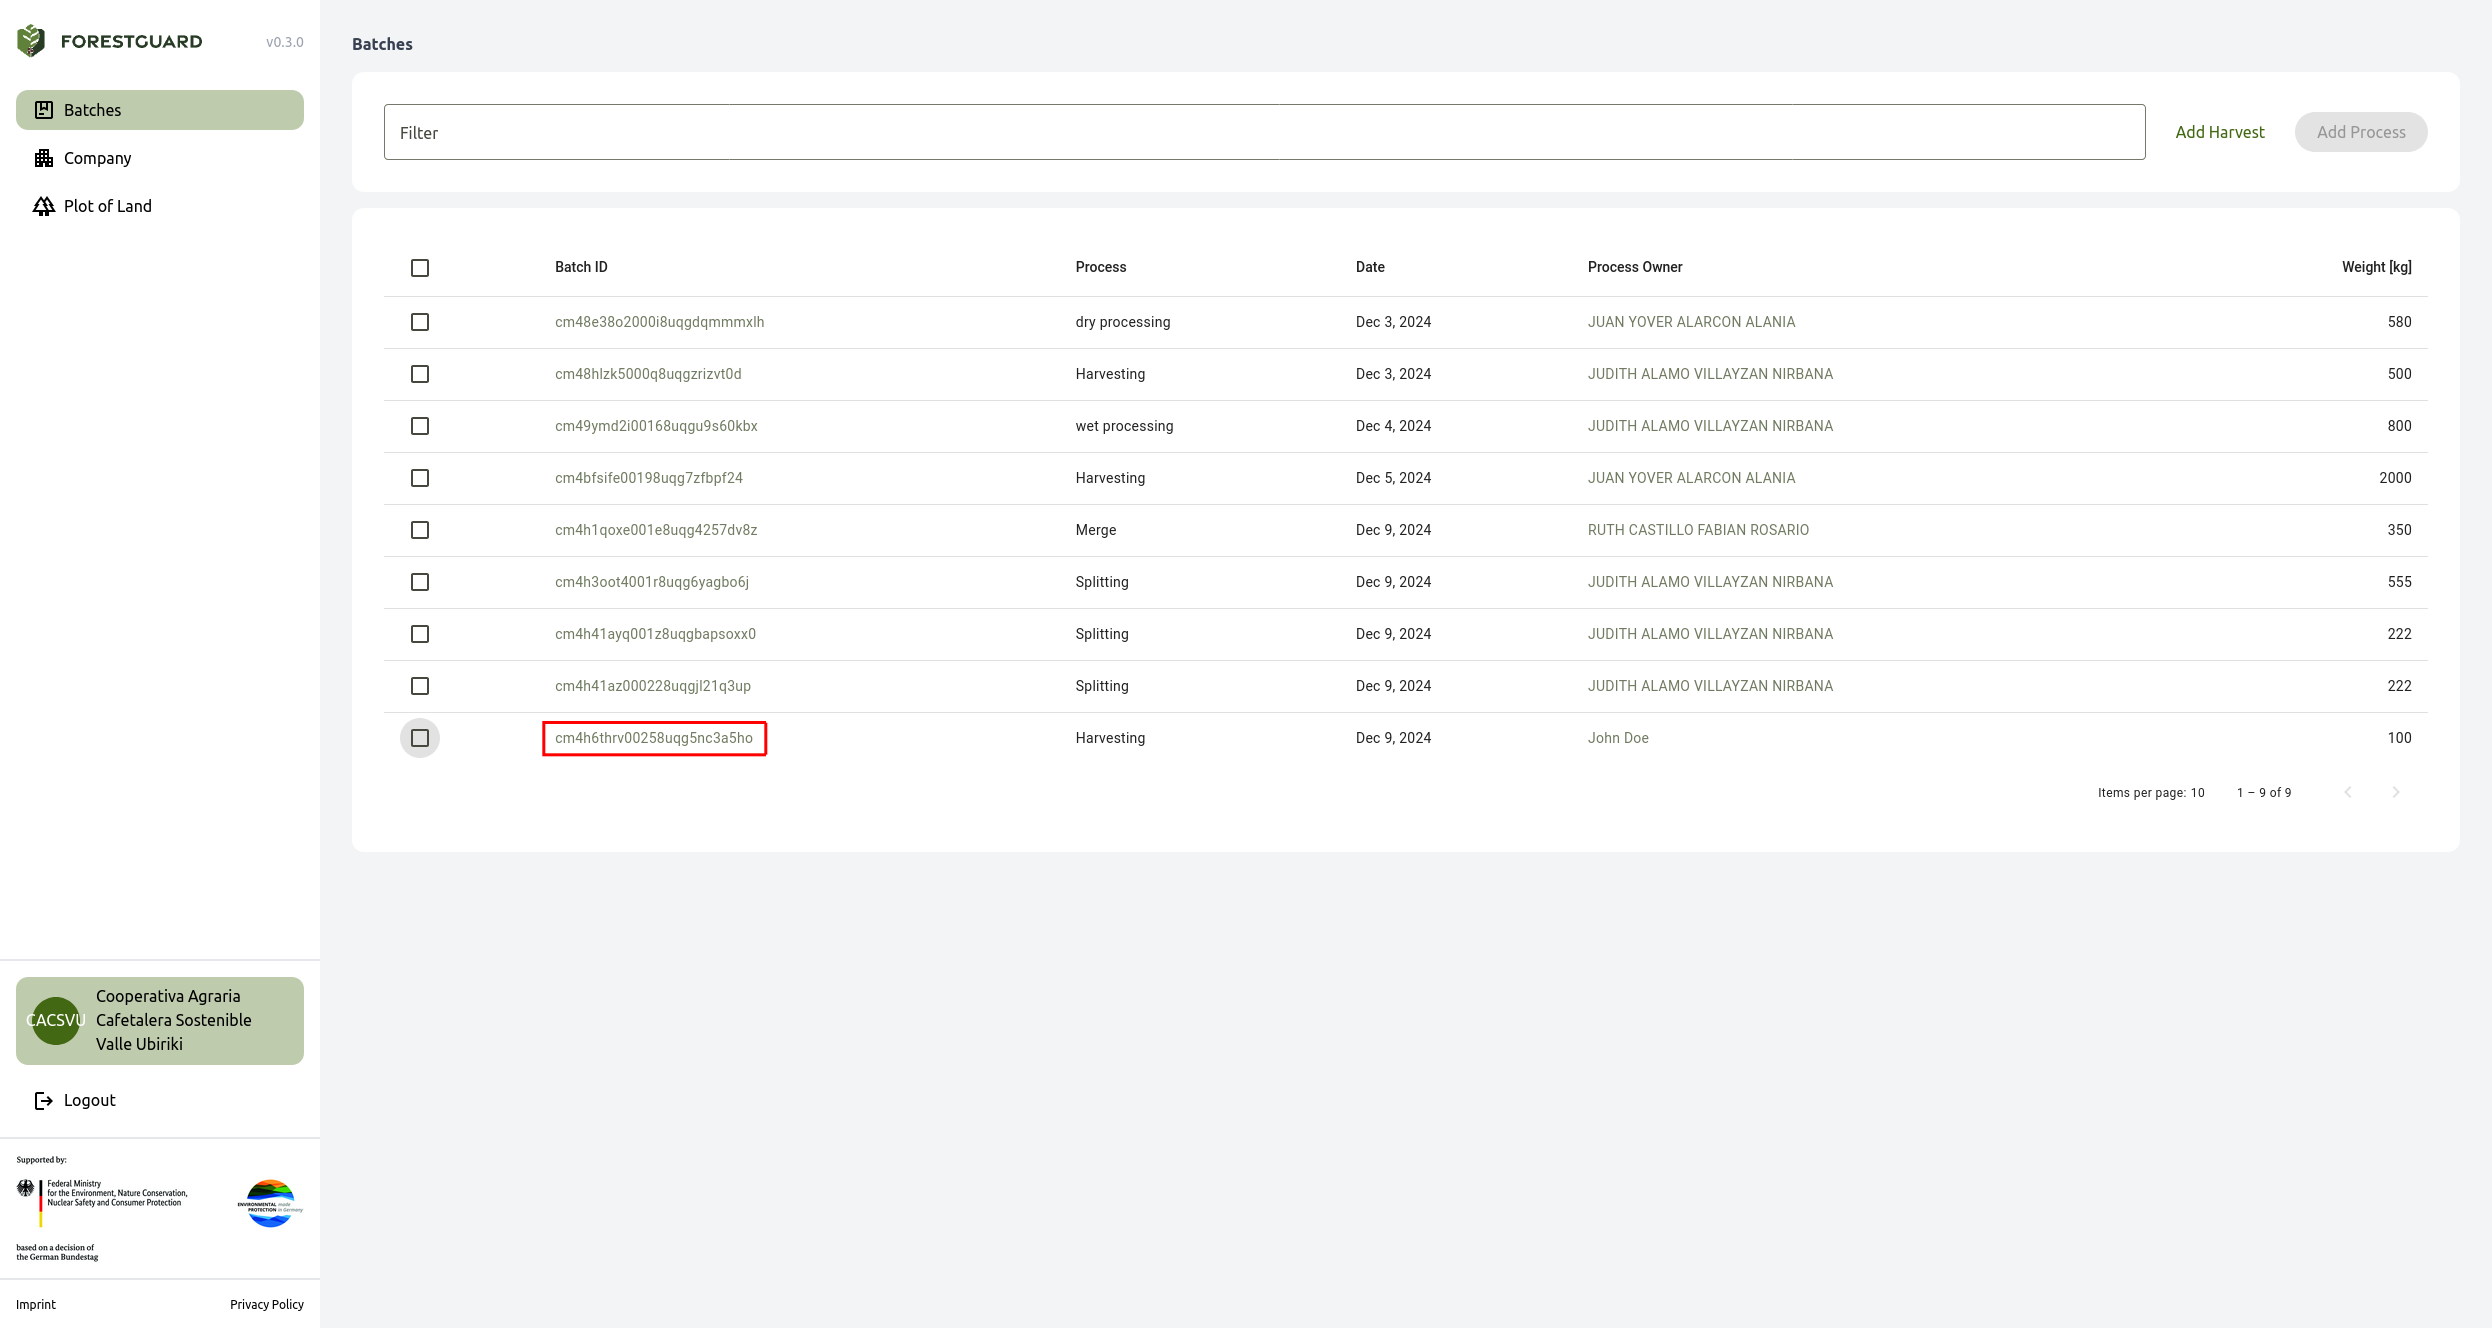 FORESTGUARD v0.3.0
Batches
Company
Plot of Land
Cooperativa Agraria
CACSVU
Cafetalera Sostenible
Valle Ubiriki
Logout
Supported by:
Federal Ministry
for the Environment, Nature Conservation,
Nuclear Safety and Consumer Protection
ENVIRONMENTAL made
PROTECTION in Germany
based on a decision of
the German Bundestag
Imprint Privacy Policy
Batches
Filter Add Harvest Add Process
Batch ID Process Date Process Owner Weight [kg]
cm48e38o2000i8uqgdqmmmxlh dry processing Dec 3, 2024 JUAN YOVER ALARCON ALANIA 580
cm48hlzk5000q8uqgzrizvt0d Harvesting Dec 3, 2024 JUDITH ALAMO VILLAYZAN NIRBANA 500
cm49ymd2i00168uqgu9s60kbx wet processing Dec 4, 2024 JUDITH ALAMO VILLAYZAN NIRBANA 800
cm4bfsife00198uqg7zfbpf24 Harvesting Dec 5, 2024 JUAN YOVER ALARCON ALANIA 2000
cm4h1qoxe001e8uqg4257dv8z Merge Dec 9, 2024 RUTH CASTILLO FABIAN ROSARIO 350
cm4h3oot4001r8uqg6yagbo6j Splitting Dec 9, 2024 JUDITH ALAMO VILLAYZAN NIRBANA 555
cm4h41ayq001z8uqgbapsoxx0 Splitting Dec 9, 2024 JUDITH ALAMO VILLAYZAN NIRBANA 222
cm4h41az000228uqgjl21q3up Splitting Dec 9, 2024 JUDITH ALAMO VILLAYZAN NIRBANA 222
cm4h6thrv00258uqg5nc3a5ho Harvesting Dec 9, 2024 John Doe 100
Items per page: 10 1 – 9 of 9